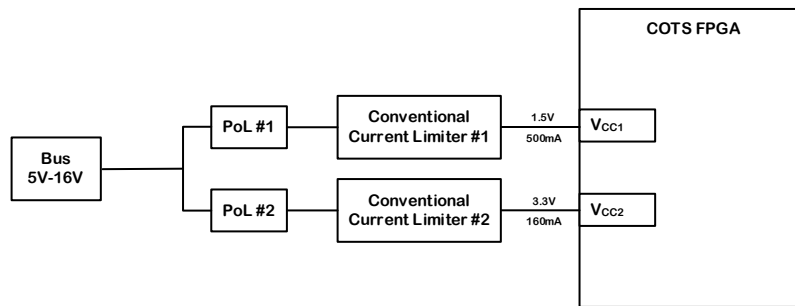 COTS FPGA
Bus
5V-16V
PoL #1
Conventional
Current Limiter #1
1.5V
500mA
VCC1
PoL #2
Conventional
Current Limiter #2
3.3V
160mA
VCC2